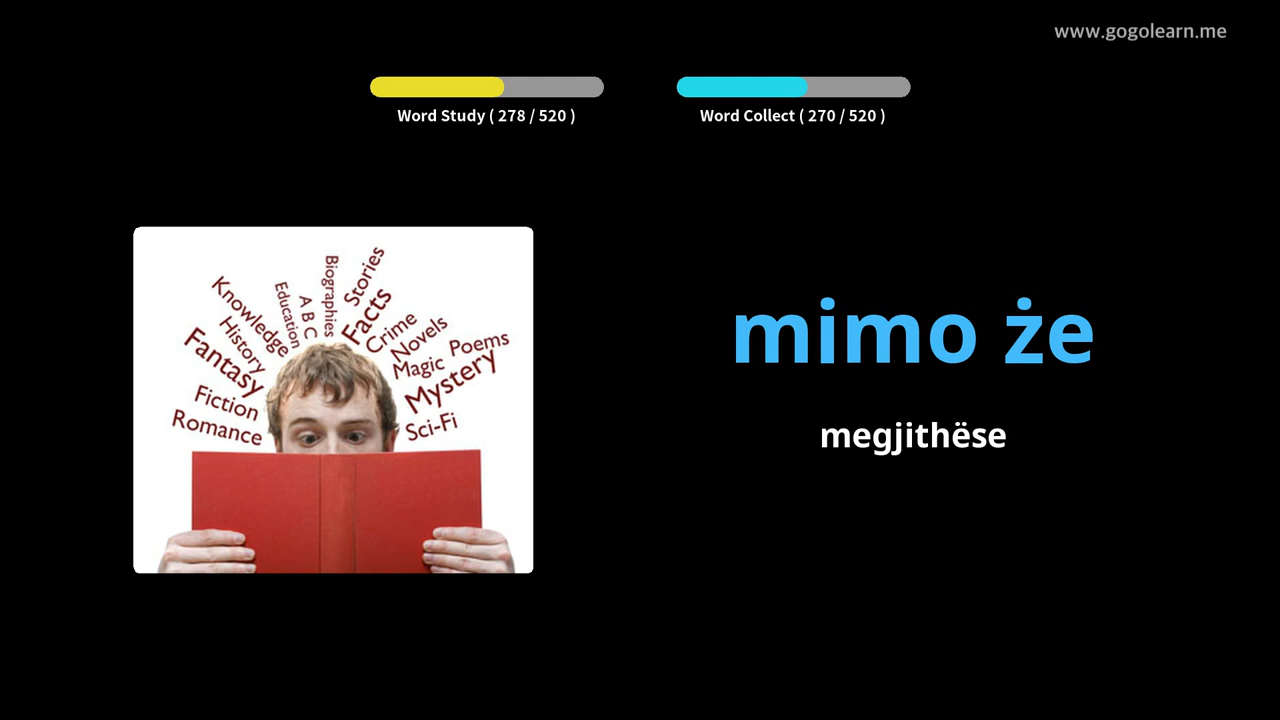 www.gogolearn.me
Word Study ( 278 / 520 )
Word Collect ( 270 / 520 )
Knowledge
Education
A B C
Biographies
Stories
Facts
Crime
Novels
Poems
History
Magic
Fantasy
Mystery
Fiction
Sci-Fi
Romance
mimo że
megjithëse